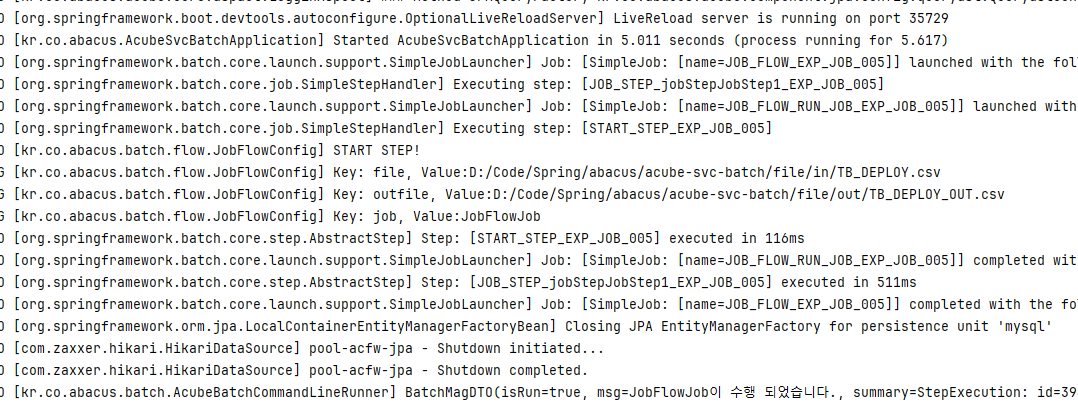 O [org.springframework.boot.devtools.autoconfigure.OptionalLiveReloadServer] LiveReload server is running on port 35729
O [kr.co.abacus.AcubeSvcBatchApplication] Started AcubeSvcBatchApplication in 5.011 seconds (process running for 5.617)
O [org.springframework.batch.core.launch.support.SimpleJobLauncher] Job: [SimpleJob: [name=JOB_FLOW_EXP_JOB_005]] launched with the fol
O [org.springframework.batch.core.job.SimpleStepHandler] Executing step: [JOB_STEP_jobStepJobStep1_EXP_JOB_005]
O [org.springframework.batch.core.launch.support.SimpleJobLauncher] Job: [SimpleJob: [name=JOB_FLOW_RUN_JOB_EXP_JOB_005]] launched with
O [org.springframework.batch.core.job.SimpleStepHandler] Executing step: [START_STEP_EXP_JOB_005]
O [kr.co.abacus.batch.flow.JobFlowConfig] START STEP!
G [kr.co.abacus.batch.flow.JobFlowConfig] Key: file, Value:D:/Code/Spring/abacus/acube-svc-batch/file/in/TB_DEPLOY.csv
G [kr.co.abacus.batch.flow.JobFlowConfig] Key: outfile, Value:D:/Code/Spring/abacus/acube-svc-batch/file/out/TB_DEPLOY_OUT.csv
G [kr.co.abacus.batch.flow.JobFlowConfig] Key: job, Value:JobFlowJob
O [org.springframework.batch.core.step.AbstractStep] Step: [START_STEP_EXP_JOB_005] executed in 116ms
O [org.springframework.batch.core.launch.support.SimpleJobLauncher] Job: [SimpleJob: [name=JOB_FLOW_RUN_JOB_EXP_JOB_005]] completed wit
O [org.springframework.batch.core.step.AbstractStep] Step: [JOB_STEP_jobStepJobStep1_EXP_JOB_005] executed in 511ms
O [org.springframework.batch.core.launch.support.SimpleJobLauncher] Job: [SimpleJob: [name=JOB_FLOW_EXP_JOB_005]] completed with the fo
O [org.springframework.orm.jpa.LocalContainerEntityManagerFactoryBean] Closing JPA EntityManagerFactory for persistence unit 'mysql'
O [com.zaxxer.hikari.HikariDataSource] pool-acfw-jpa - Shutdown initiated...
O [com.zaxxer.hikari.HikariDataSource] pool-acfw-jpa - Shutdown completed.
O [kr.co.abacus.batch.AcubeBatchCommandLineRunner] BatchMagDTO(isRun=true, msg=JobFlowJob이 수행 되었습니다., summary=StepExecution: id=39